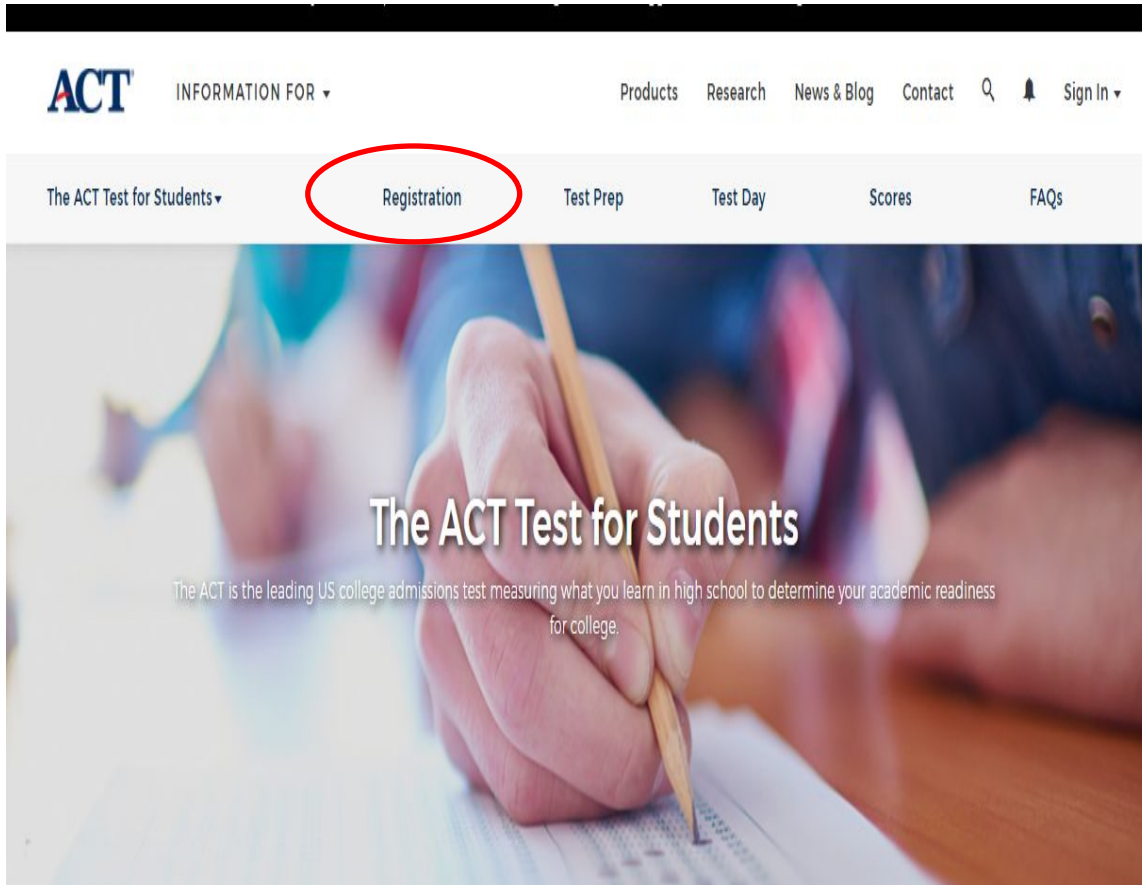 ACT INFORMATION FOR Products Research News & Blog Contact Sign In
The ACT Test for Students Registration Test Prep Test Day Scores FAQs
The ACT Test for Students
The ACT is the leading US college admissions test measuring what you learn in high school to determine your academic readiness
for college.